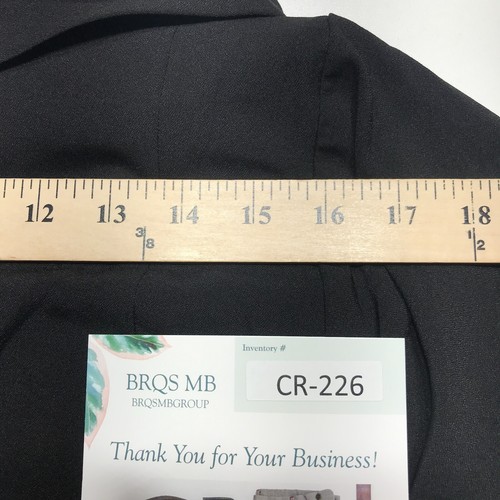 12 13 14 15 16 17 18
3/8 1/2
Inventory #
BRQS MB CR-226
BRQSMBGROUP
Thank You for Your Business!